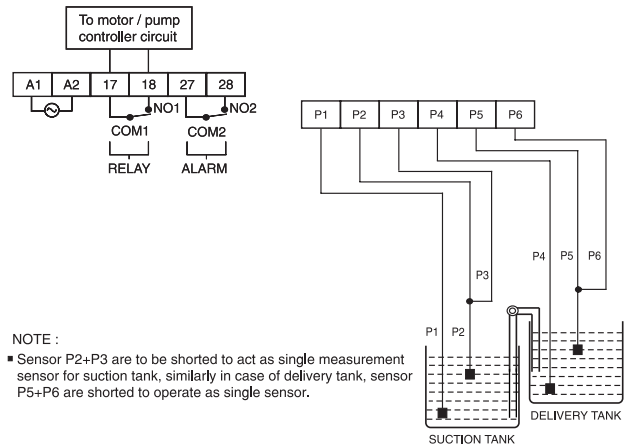 To motor / pump
controller circuit
A1 A2 17 18 27 28
NO1 NO2
COM1 COM2
RELAY ALARM
P1 P2 P3 P4 P5 P6
P4 P5 P6
P3
P1 P2
NOTE :
▪ Sensor P2+P3 are to be shorted to act as single measurement
sensor for suction tank, similarly in case of delivery tank, sensor
P5+P6 are shorted to operate as single sensor.
DELIVERY TANK
SUCTION TANK